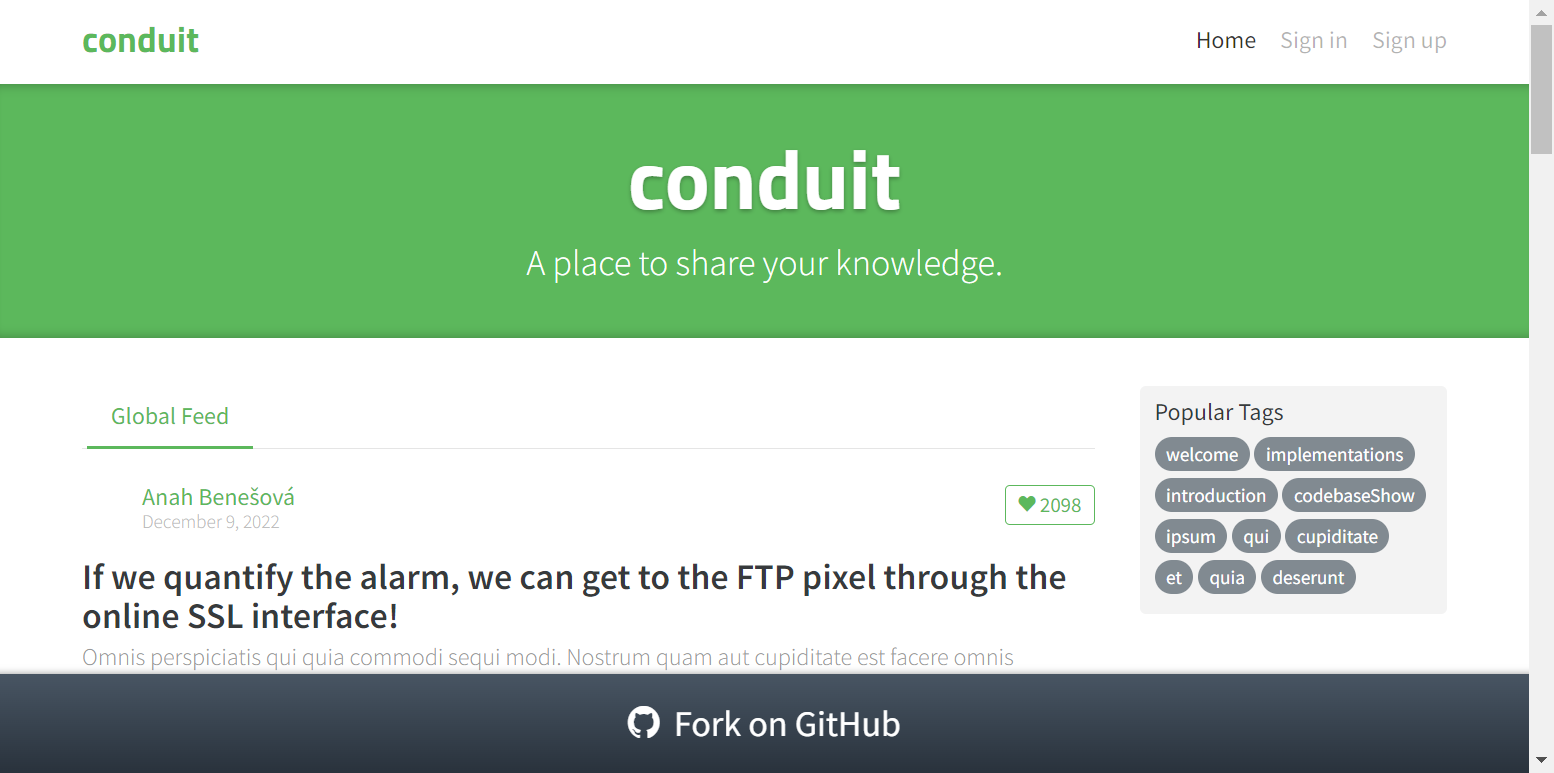 conduit
Home Sign in Sign up
conduit
A place to share your knowledge.
Global Feed
Anah Benešová
December 9, 2022
2098
If we quantify the alarm, we can get to the FTP pixel through the
online SSL interface!
Omnis perspiciatis qui quia commodi sequi modi. Nostrum quam aut cupiditate est facere omnis
Popular Tags
welcome implementations
introduction codebaseShow
ipsum qui cupiditate
et quia deserunt
Fork on GitHub